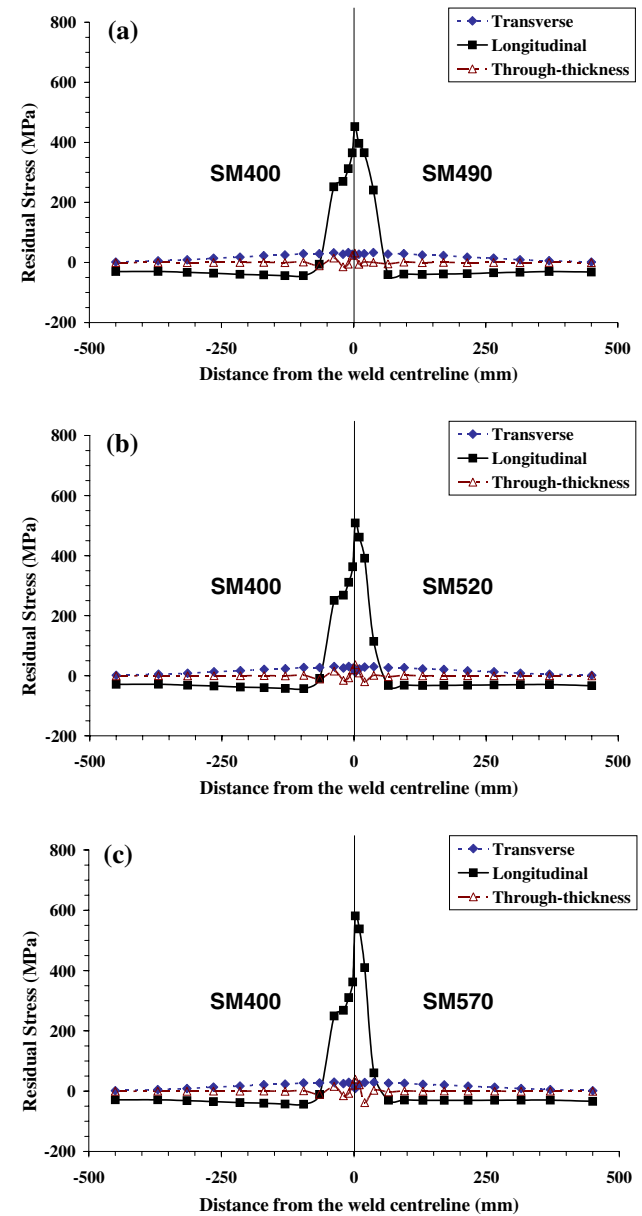 (a)
Transverse
Longitudinal
Through-thickness
SM400
SM490
Residual Stress (MPa)
800
600
400
200
0
-200
-500
-250
0
250
500
Distance from the weld centreline (mm)
(b)
Transverse
Longitudinal
Through-thickness
SM400
SM520
Residual Stress (MPa)
800
600
400
200
0
-200
-500
-250
0
250
500
Distance from the weld centreline (mm)
(c)
Transverse
Longitudinal
Through-thickness
SM400
SM570
Residual Stress (MPa)
800
600
400
200
0
-200
-500
-250
0
250
500
Distance from the weld centreline (mm)